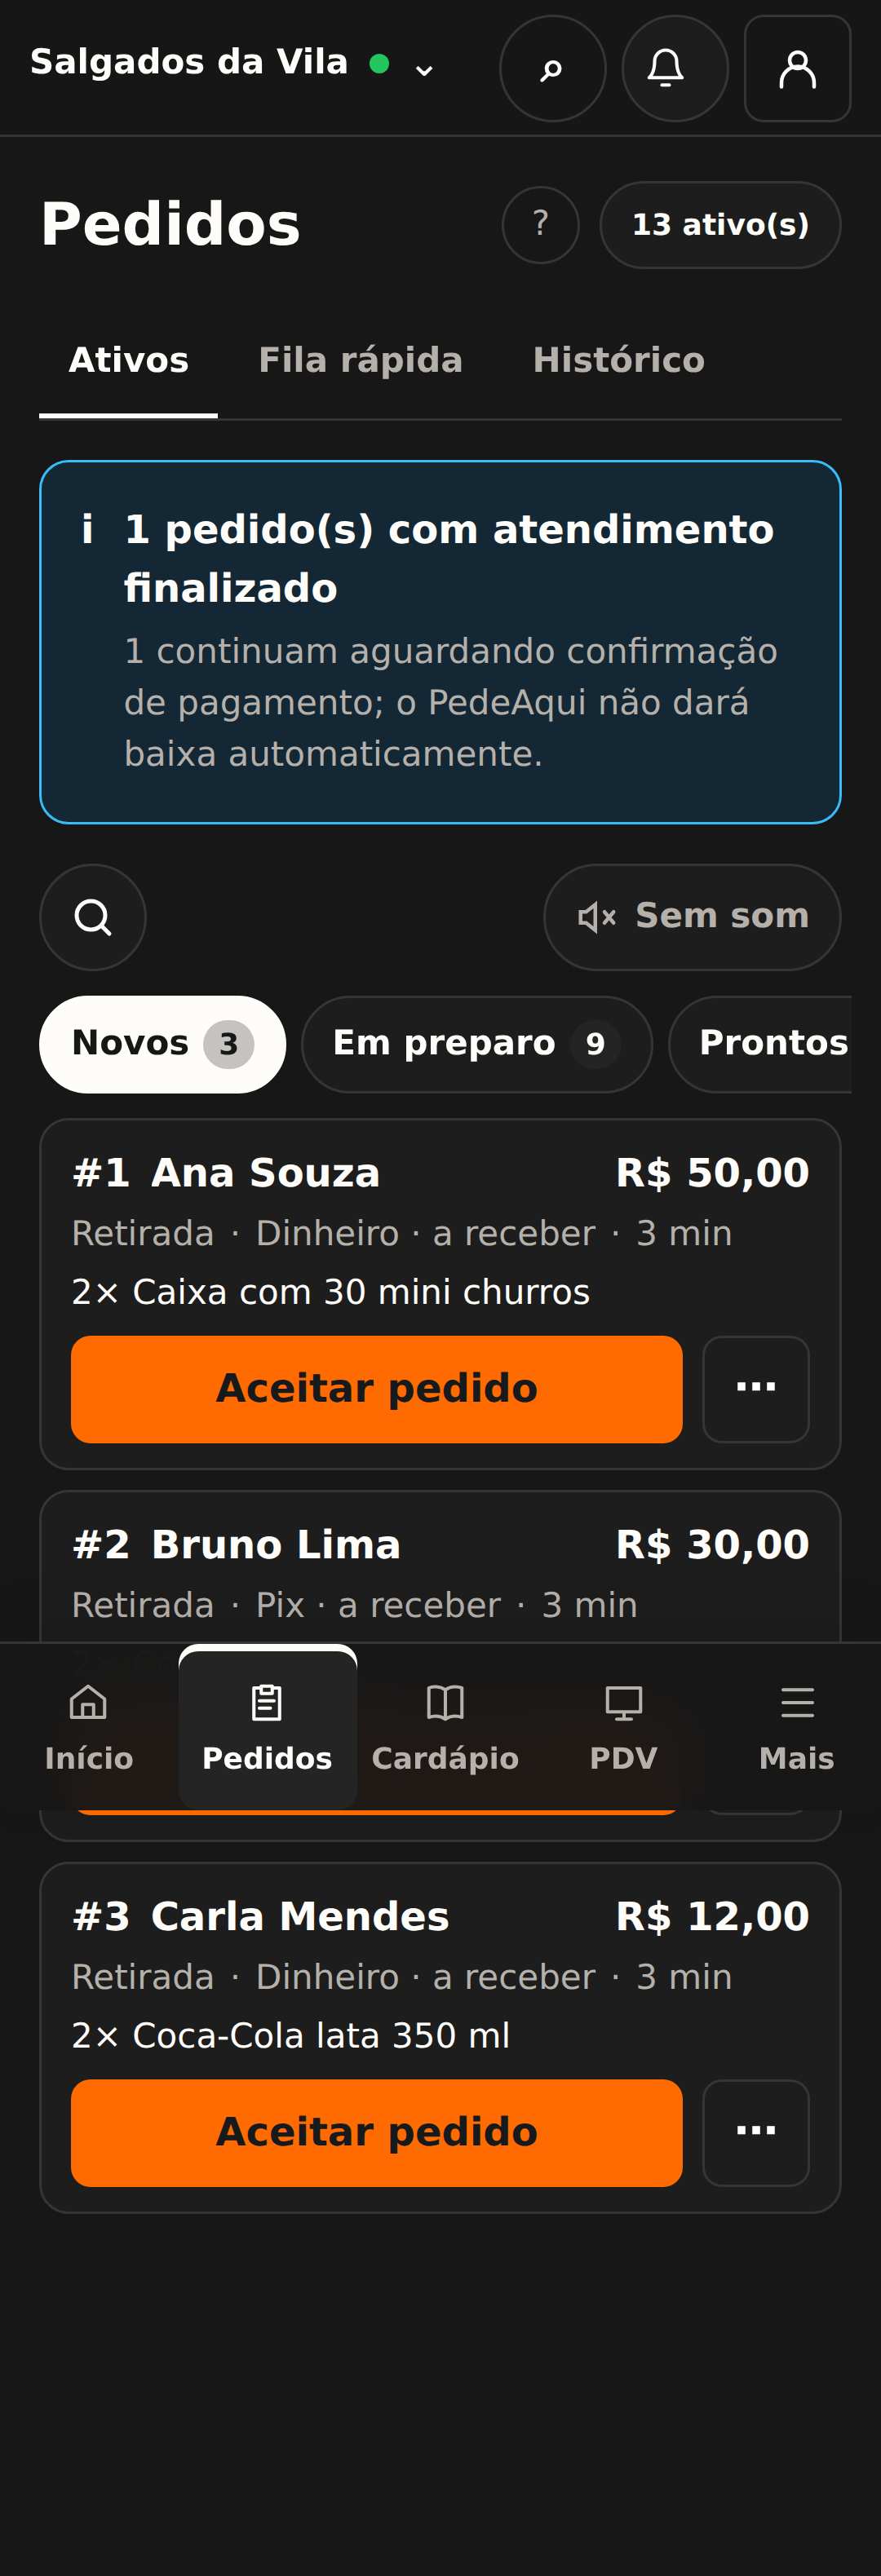 Salgados da Vila
Pedidos
?
13 ativo(s)
Ativos
Fila rápida
Histórico
i 1 pedido(s) com atendimento
finalizado
1 continuam aguardando confirmação
de pagamento; o PedeAqui não dará
baixa automaticamente.
Sem som
Novos 3
Em preparo 9
Prontos
#1 Ana Souza R$ 50,00
Retirada · Dinheiro · a receber · 3 min
2× Caixa com 30 mini churros
Aceitar pedido
#2 Bruno Lima R$ 30,00
Retirada · Pix · a receber · 3 min
Início
Pedidos
Cardápio
PDV
Mais
#3 Carla Mendes R$ 12,00
Retirada · Dinheiro · a receber · 3 min
2× Coca-Cola lata 350 ml
Aceitar pedido